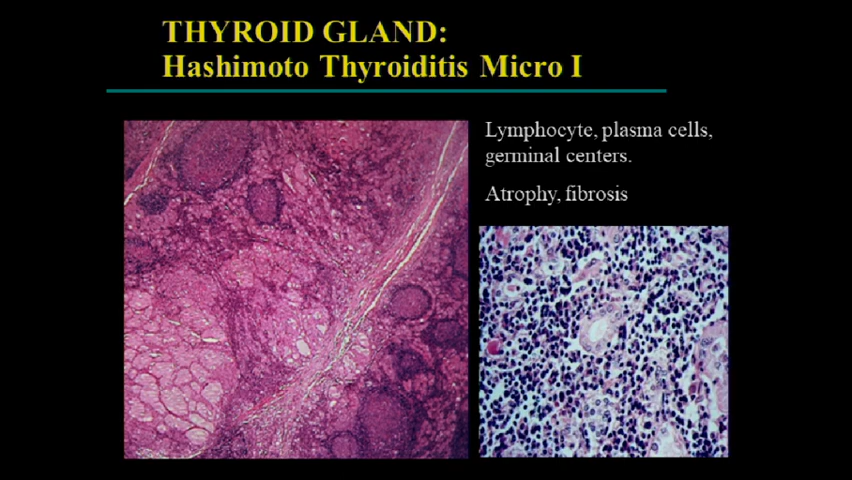 THYROID GLAND:
Hashimoto Thyroiditis Micro I
Lymphocyte, plasma cells,
germinal centers.
Atrophy, fibrosis